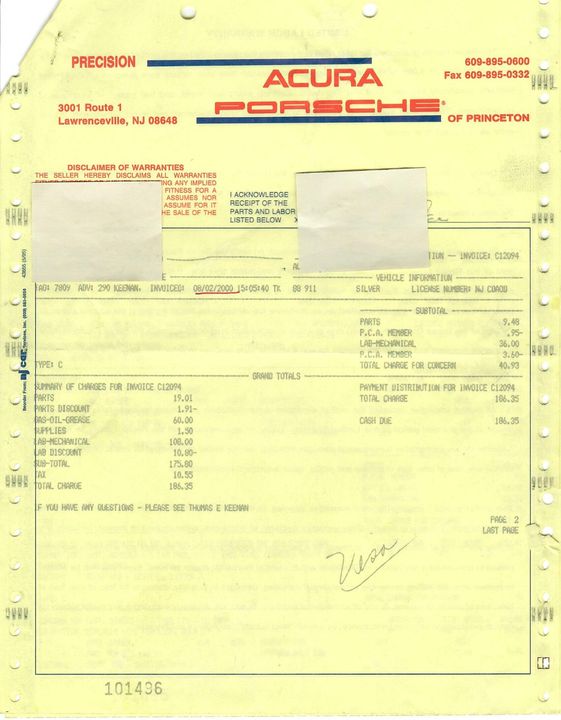 PRECISION
ACURA
PORSCHE®
OF PRINCETON
609-895-0600
Fax 609-895-0332
3001 Route 1
Lawrenceville, NJ 08648
DISCLAIMER OF WARRANTIES
THE SELLER HEREBY DISCLAIMS ALL WARRANTIES
ING ANY IMPLIED
FITNESS FOR A
ASSUMES NOR
ASSUME FOR IT
HE SALE OF THE
I ACKNOWLEDGE
RECEIPT OF THE
PARTS AND LABOR
LISTED BELOW X
TION -- INVOICE: C12094
VEHICLE INFORMATION
TAG: 7809 ADV: 290 KEENAN, INVOICED: 08/02/2000 15:05:40 TK 88 911 SILVER LICENSE NUMBER: NJ
SUBTOTAL
PARTS 9.48
P.C.A. MEMBER .95-
LAB-MECHANICAL 36.00
P.C.A. MEMBER 3.60-
TYPE: C TOTAL CHARGE FOR CONCERN 40.93
GRAND TOTALS
SUMMARY OF CHARGES FOR INVOICE C12094 PAYMENT DISTRIBUTION FOR INVOICE C12094
PARTS 19.01 TOTAL CHARGE 186.35
PARTS DISCOUNT 1.91-
GAS-OIL-GREASE 60.00 CASH DUE 186.35
SUPPLIES 1.50
LAB-MECHANICAL 108.00
LAB DISCOUNT 10.80-
SUB-TOTAL 175.80
TAX 10.55
TOTAL CHARGE 186.35
IF YOU HAVE ANY QUESTIONS - PLEASE SEE THOMAS E KEENAN
PAGE 2
LAST PAGE
Visa
101496